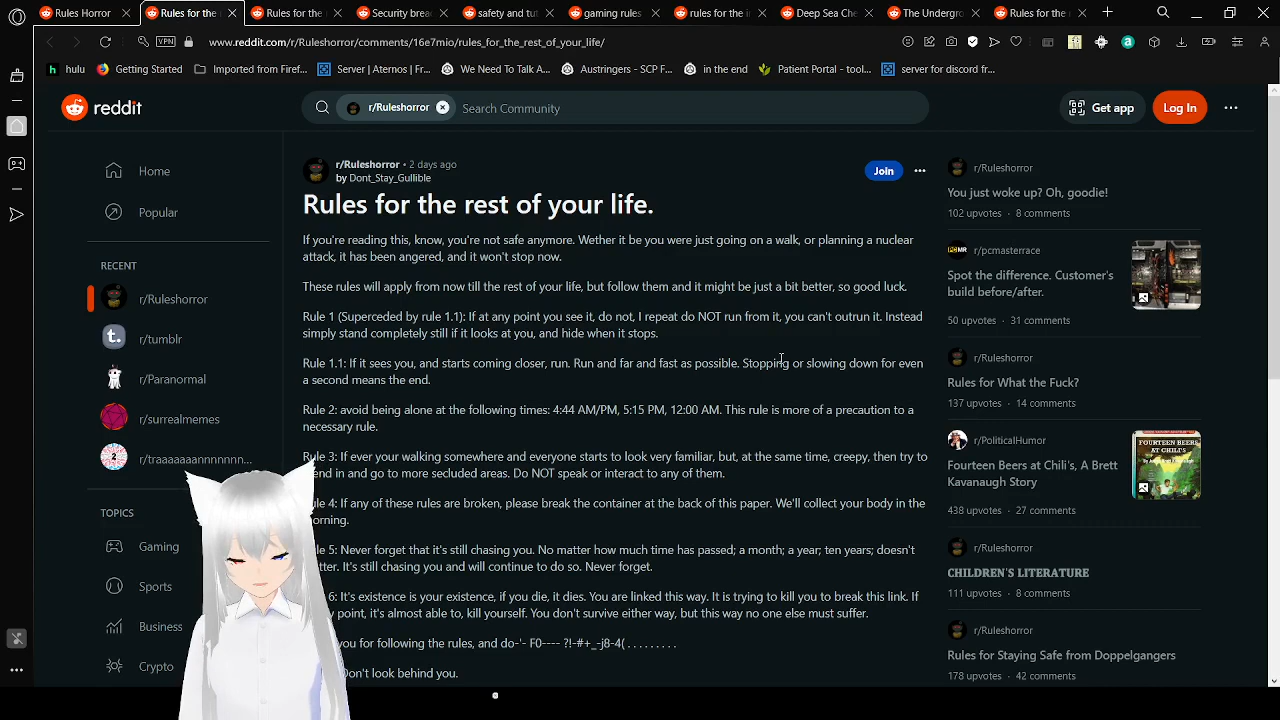 Rules Horror
Rules for the
Rules for the
Security brea
safety and tut
gaming rules
rules for the i
Deep Sea Che
The Undergro
Rules for the
VPN
www.reddit.com/r/Ruleshorror/comments/16e7mio/rules_for_the_rest_of_your_life/
hulu
Getting Started
Imported from Firef...
Server | Aternos | Fr...
We Need To Talk A...
Austringers - SCP F...
in the end
Patient Portal - tool...
server for discord fr...
reddit
r/Ruleshorror
Search Community
Get app
Log In
Home
Popular
RECENT
r/Ruleshorror
r/tumblr
r/Paranormal
r/surrealmemes
r/traaaaaaannnnnn...
TOPICS
Gaming
Sports
Business
Crypto
r/Ruleshorror • 2 days ago
by Dont_Stay_Gullible
Join
Rules for the rest of your life.
If you're reading this, know, you're not safe anymore. Wether it be you were just going on a walk, or planning a nuclear
attack, it has been angered, and it won't stop now.
These rules will apply from now till the rest of your life, but follow them and it might be just a bit better, so good luck.
Rule 1 (Superceded by rule 1.1): If at any point you see it, do not, I repeat do NOT run from it, you can't outrun it. Instead
simply stand completely still if it looks at you, and hide when it stops.
Rule 1.1: If it sees you, and starts coming closer, run. Run and far and fast as possible. Stopping or slowing down for even
a second means the end.
Rule 2: avoid being alone at the following times: 4:44 AM/PM, 5:15 PM, 12:00 AM. This rule is more of a precaution to a
necessary rule.
Rule 3: If ever your walking somewhere and everyone starts to look very familiar, but, at the same time, creepy, then try to
end in and go to more secluded areas. Do NOT speak or interact to any of them.
4: If any of these rules are broken, please break the container at the back of this paper. We'll collect your body in the
orning.
5: Never forget that it's still chasing you. No matter how much time has passed; a month; a year; ten years; doesn't
tter. It's still chasing you and will continue to do so. Never forget.
6: It's existence is your existence, if you die, it dies. You are linked this way. It is trying to kill you to break this link. If
point, it's almost able to, kill yourself. You don't survive either way, but this way no one else must suffer.
you for following the rules, and do-'- F0---- ?!-#+_-j8-4( . . . . . . . . .
Don't look behind you.
r/Ruleshorror
You just woke up? Oh, goodie!
102 upvotes • 8 comments
r/pcmasterrace
Spot the difference. Customer's
build before/after.
50 upvotes • 31 comments
r/Ruleshorror
Rules for What the Fuck?
137 upvotes • 14 comments
r/PoliticalHumor
Fourteen Beers at Chili's, A Brett
Kavanaugh Story
438 upvotes • 27 comments
FOURTEEN BEERS
AT CHILI'S
r/Ruleshorror
CHILDREN'S LITERATURE
111 upvotes • 8 comments
r/Ruleshorror
Rules for Staying Safe from Doppelgangers
178 upvotes • 42 comments